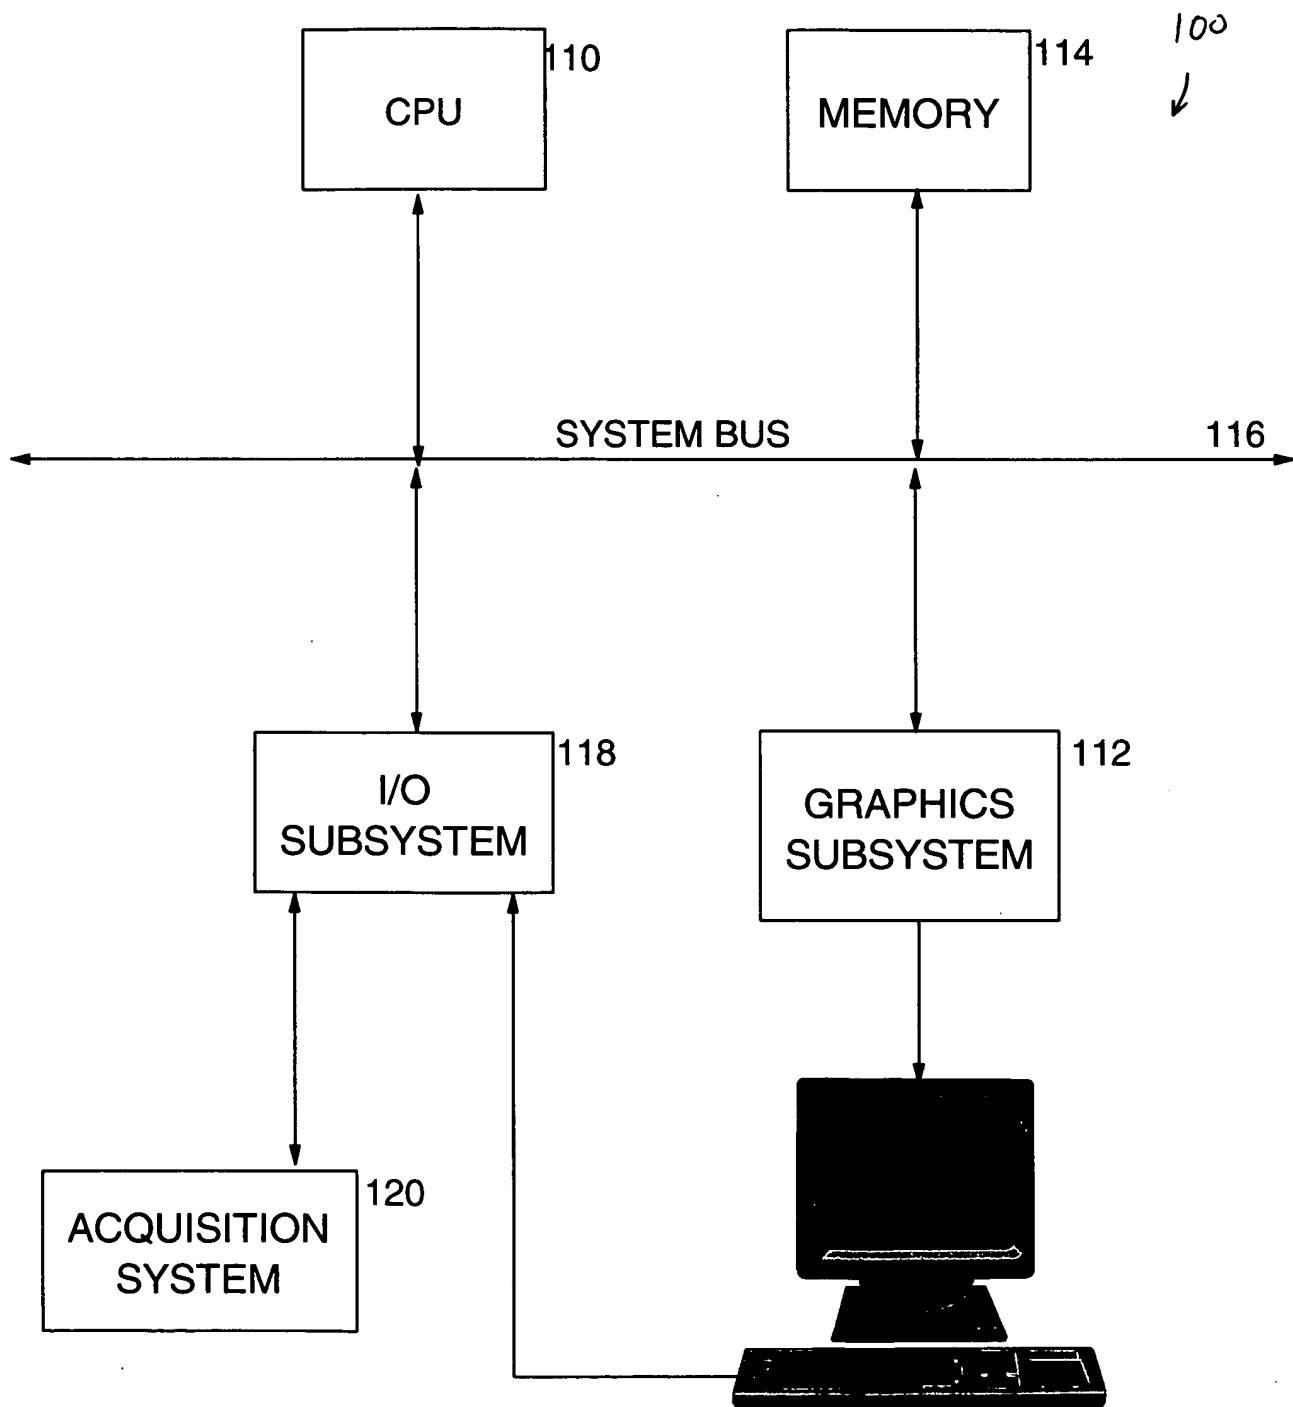 100
110
CPU
114
MEMORY
SYSTEM BUS
116
118
I/O
SUBSYSTEM
112
GRAPHICS
SUBSYSTEM
120
ACQUISITION
SYSTEM